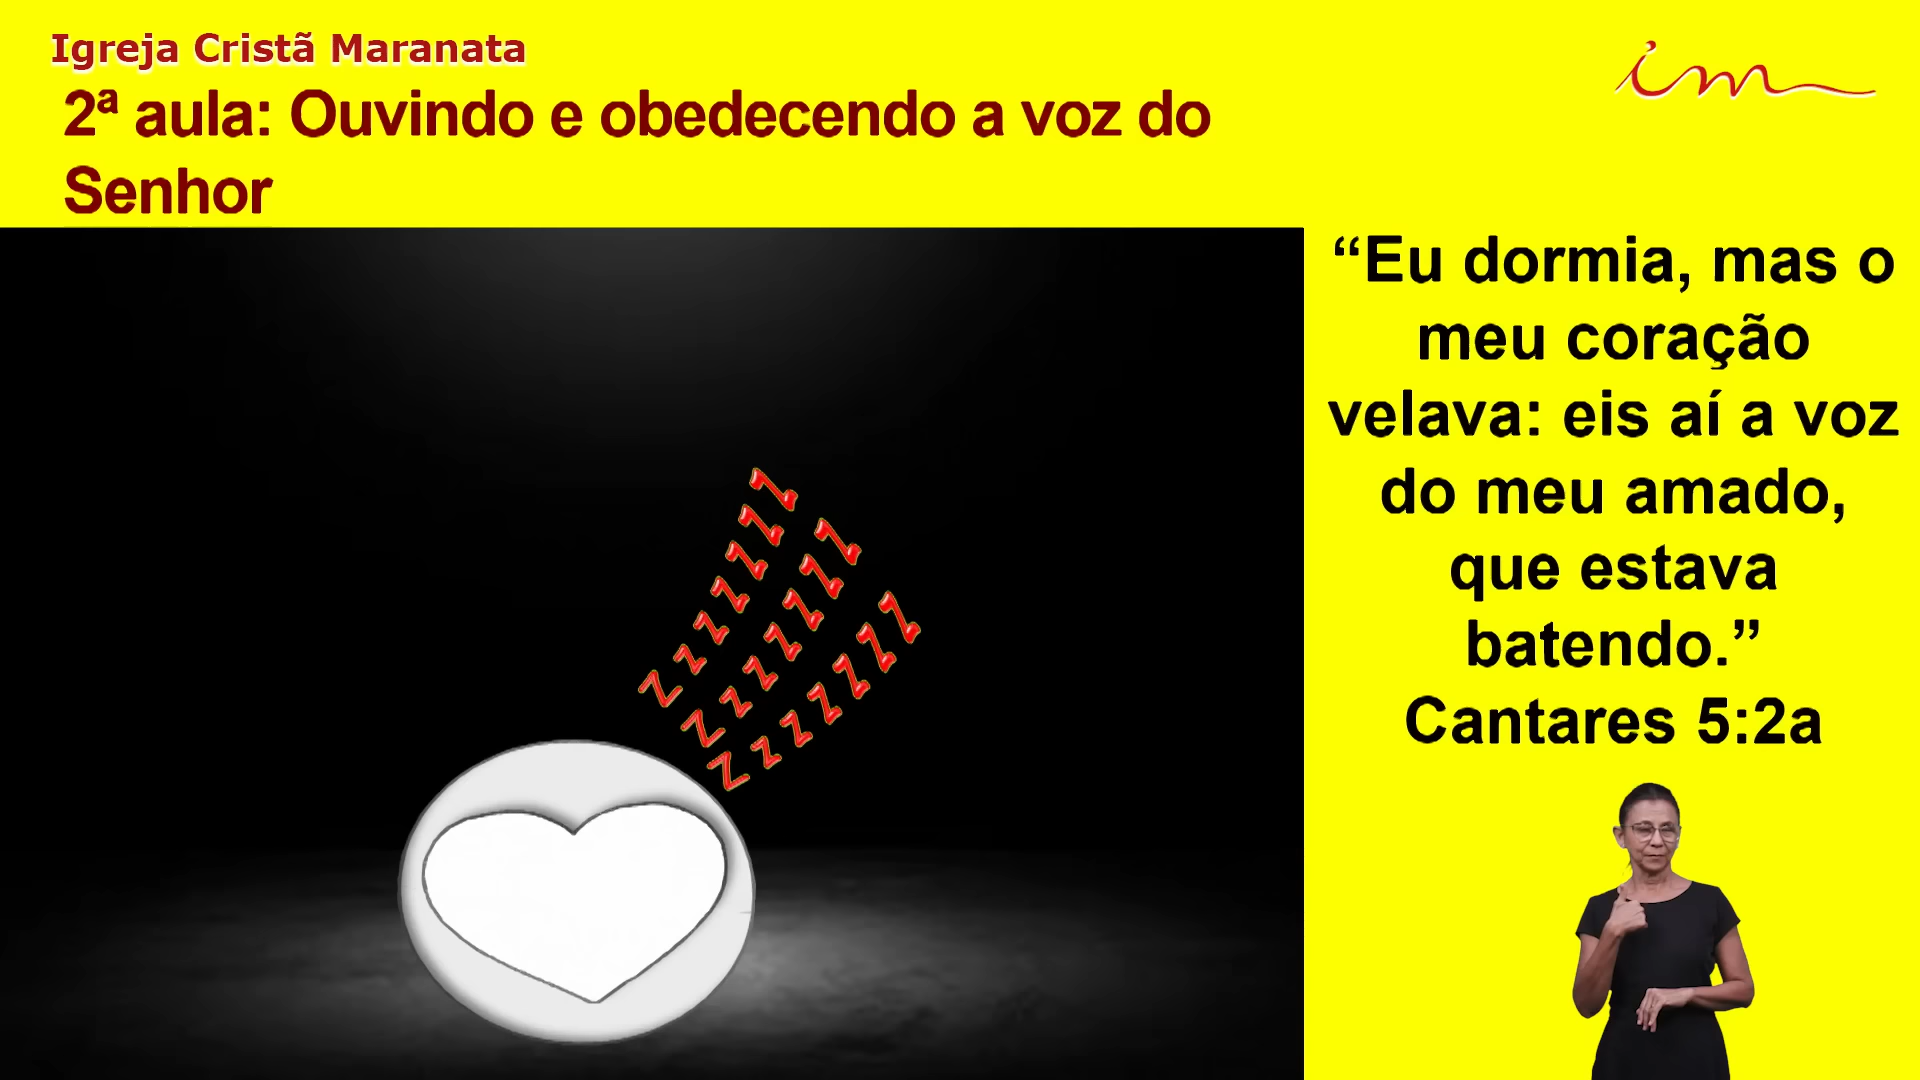 Igreja Cristã Maranata
2ª aula: Ouvindo e obedecendo a voz do
Senhor
im
“Eu dormia, mas o
meu coração
velava: eis aí a voz
do meu amado,
que estava
batendo.”
Cantares 5:2a
Z z z z z z z
Z z z z z z z
Z z z z z z z